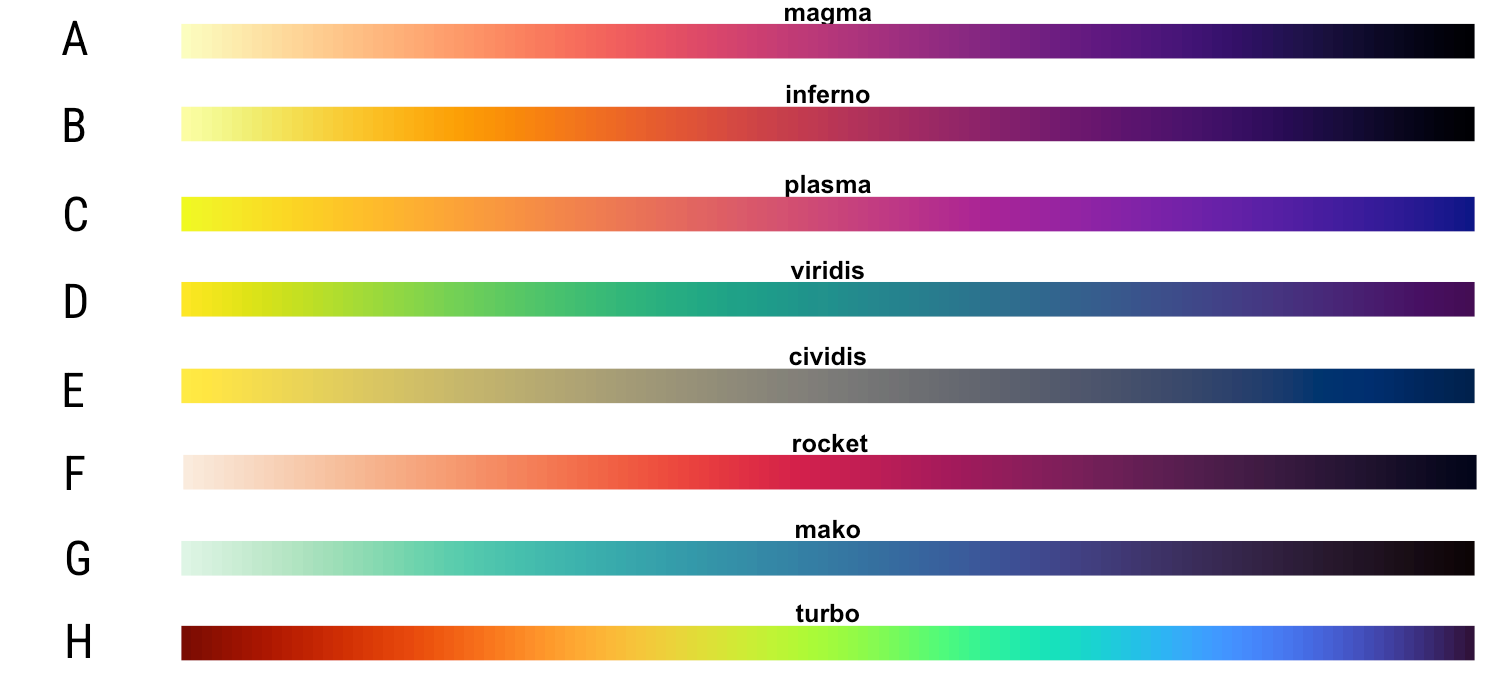 A magma
B inferno
C plasma
D viridis
E cividis
F rocket
G mako
H turbo